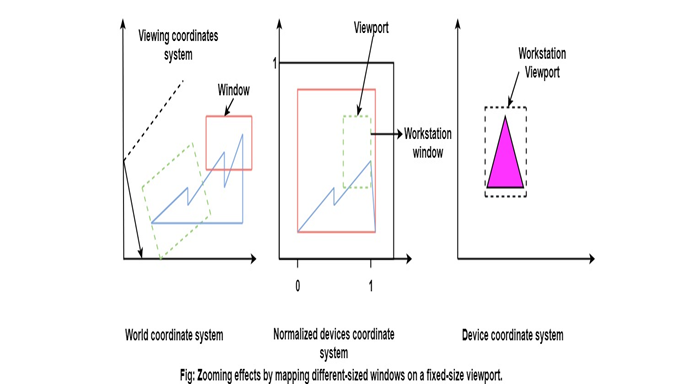 Viewing coordinates
system
Window
Viewport
1
Workstation
window
Workstation
Viewport
0
1
World coordinate system
Normalized devices coordinate
system
Device coordinate system
Fig: Zooming effects by mapping different-sized windows on a fixed-size viewport.